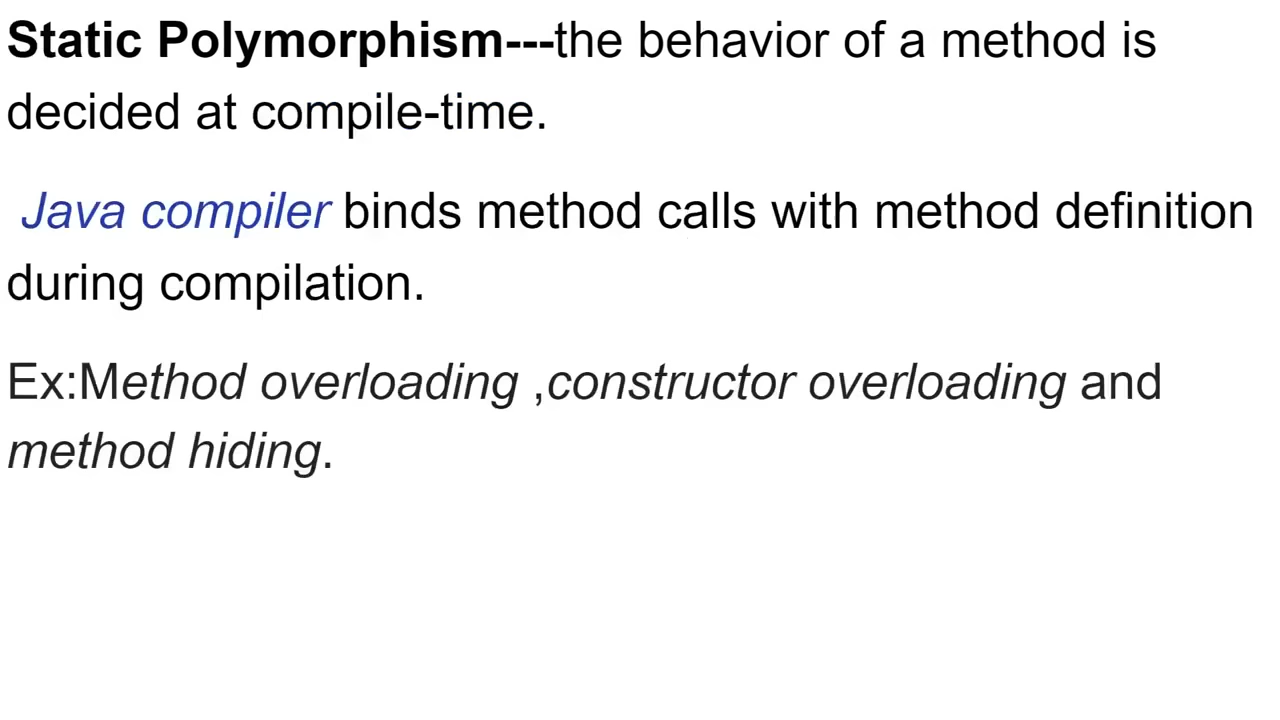 Static Polymorphism---the behavior of a method is
decided at compile-time.
Java compiler binds method calls with method definition
during compilation.
Ex:Method overloading ,constructor overloading and
method hiding.